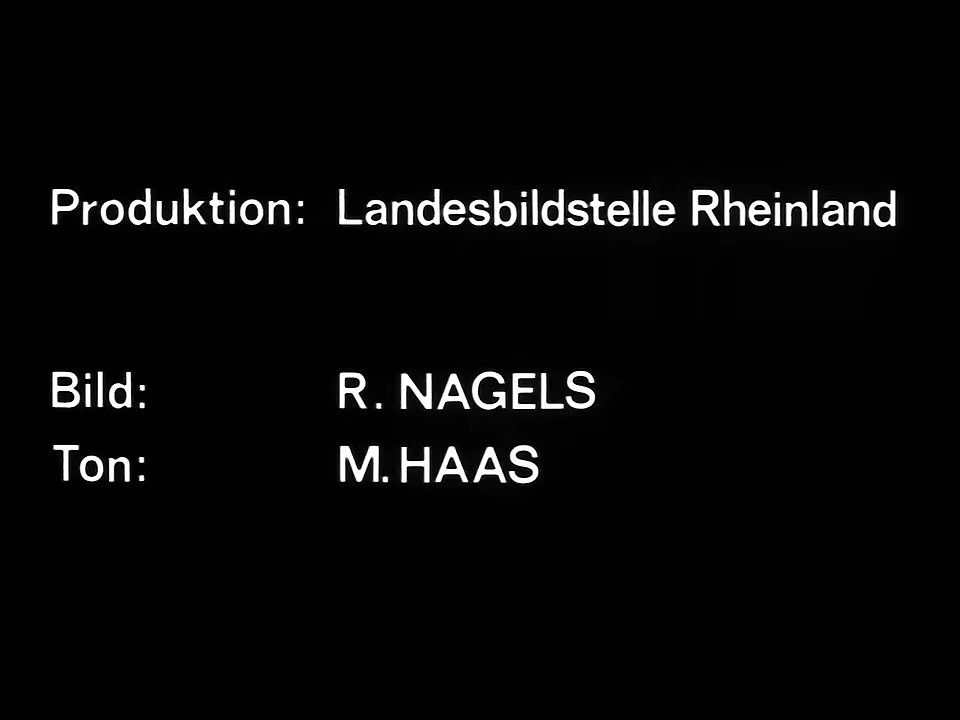 Produktion: Landesbildstelle Rheinland
Bild: R. NAGELS
Ton: M. HAAS